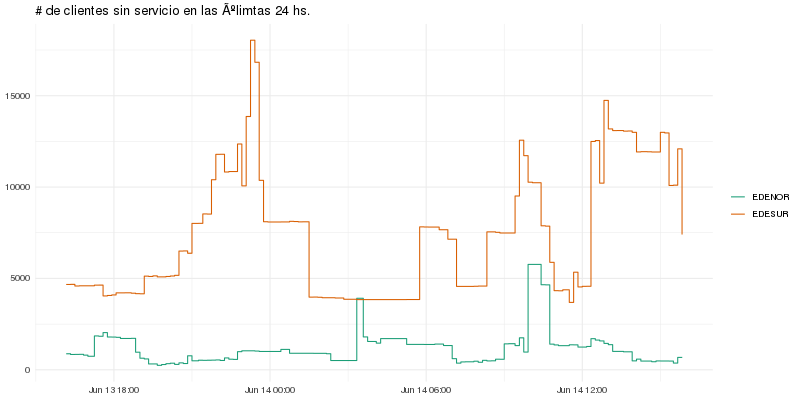 # de clientes sin servicio en las Ãºlimtas 24 hs.
15000
10000
5000
0
Jun 13 18:00
Jun 14 00:00
Jun 14 06:00
Jun 14 12:00
EDENOR
EDESUR